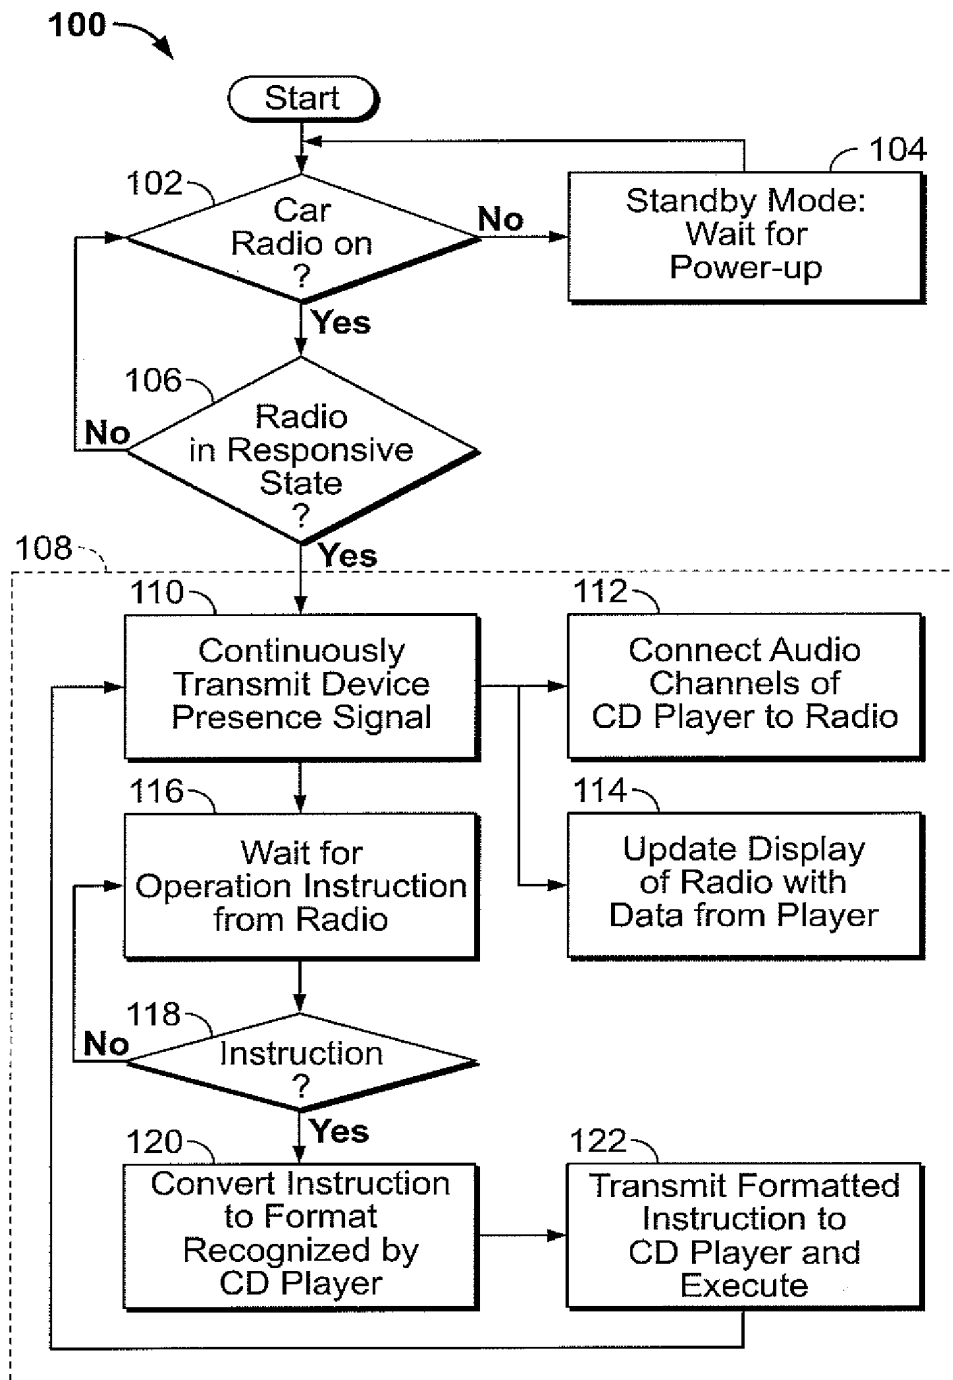 100
Start
102
Car
Radio on
?
No
104
Standby Mode:
Wait for
Power-up
Yes
106
Radio
in Responsive
State
?
No
Yes
108
110
Continuously
Transmit Device
Presence Signal
112
Connect Audio
Channels of
CD Player to Radio
116
Wait for
Operation Instruction
from Radio
114
Update Display
of Radio with
Data from Player
118
Instruction
?
No
Yes
120
Convert Instruction
to Format
Recognized by
CD Player
122
Transmit Formatted
Instruction to
CD Player and
Execute